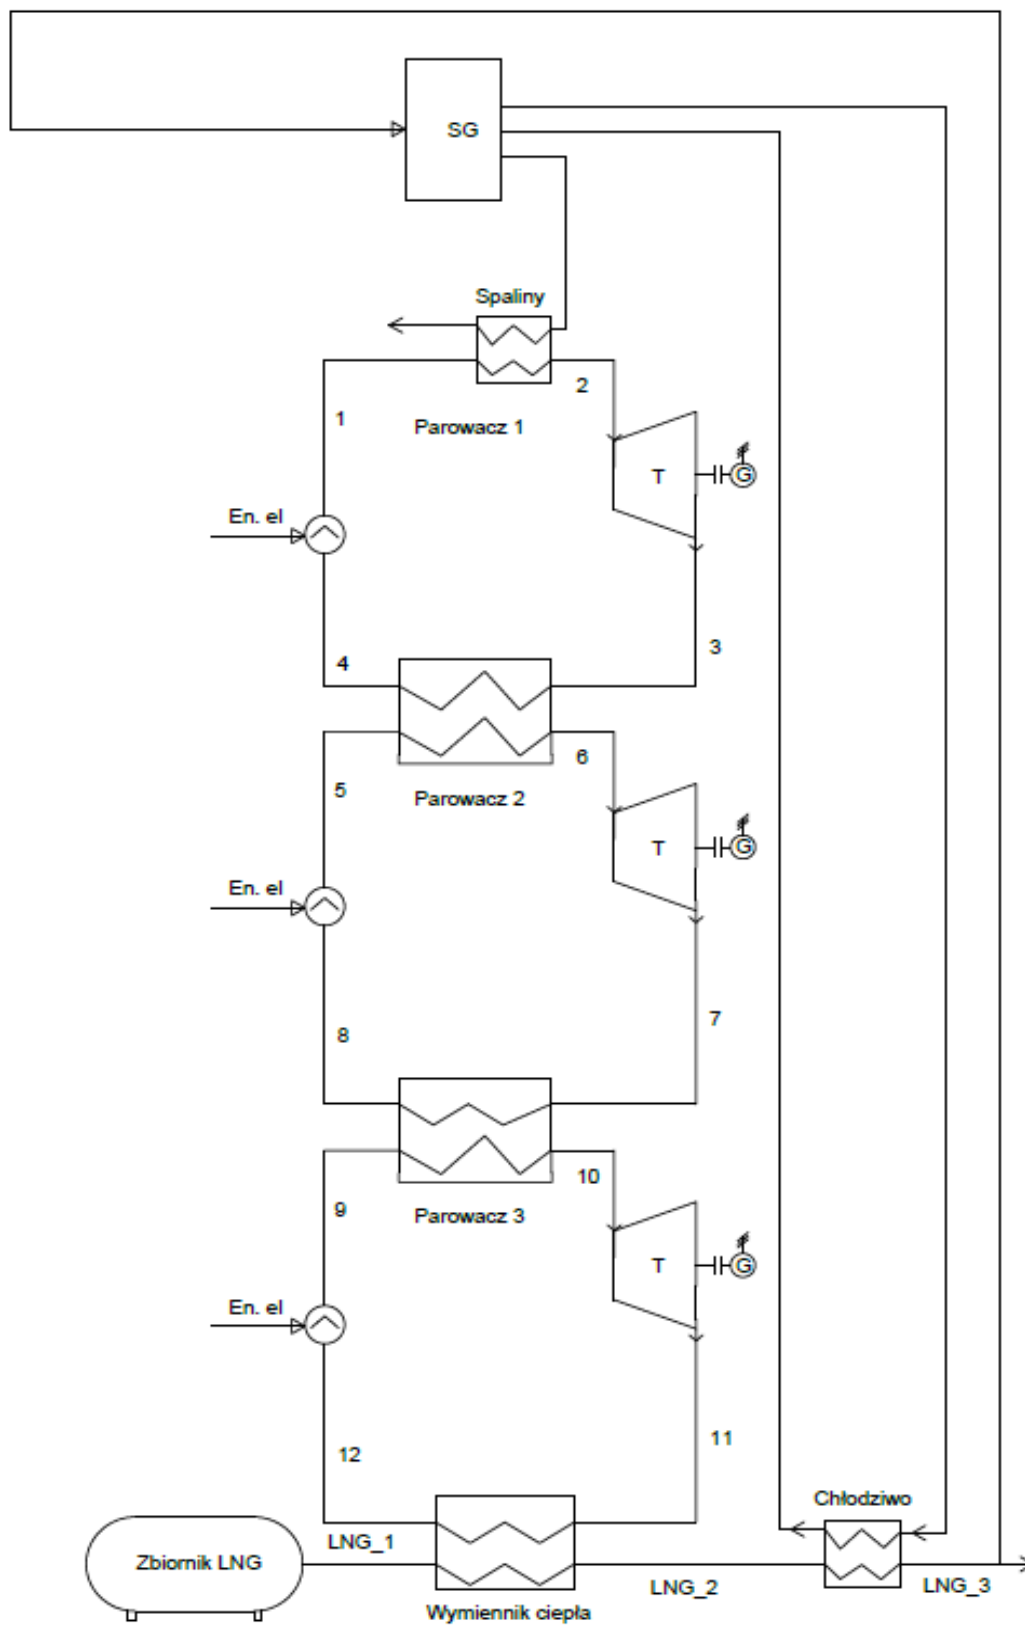 SG
Spaliny
2
1
Parowacz 1
T
G
En. el
3
4
6
5
Parowacz 2
T
G
En. el
7
8
10
9
Parowacz 3
T
G
En. el
11
12
Chłodziwo
LNG_1
Zbiornik LNG
LNG_2
LNG_3
Wymiennik ciepła